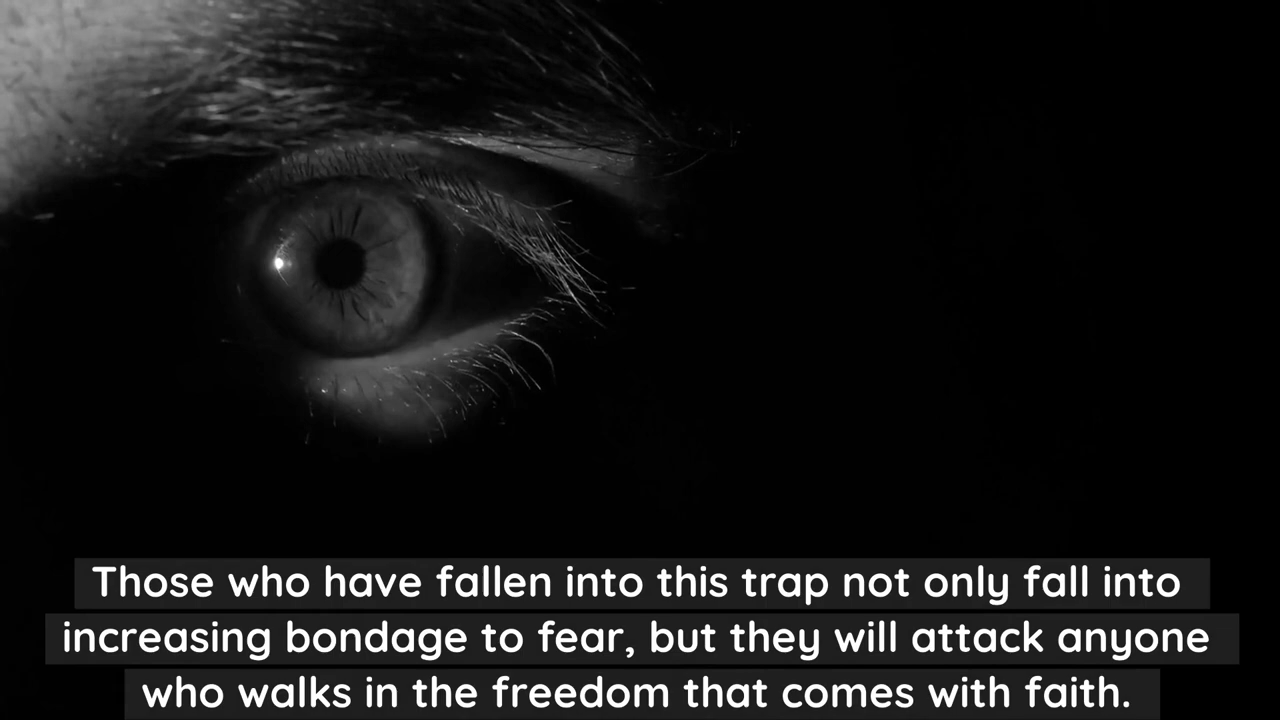 Those who have fallen into this trap not only fall into
increasing bondage to fear, but they will attack anyone
who walks in the freedom that comes with faith.